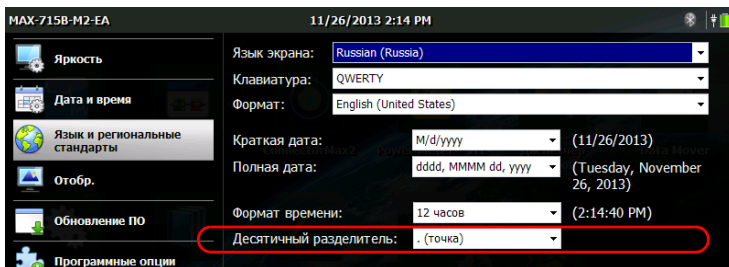 MAX-715B-M2-EA 11/26/2013 2:14 PM
Яркость
Дата и время
Язык и региональные
стандарты
Отобр.
Обновление ПО
Программные опции
Язык экрана: Russian (Russia)
Клавиатура: QWERTY
Формат: English (United States)
Краткая дата: M/d/yyyy (11/26/2013)
Полная дата: dddd, MMMM dd, yyyy (Tuesday, November
26, 2013)
Формат времени: 12 часов (2:14:40 PM)
Десятичный разделитель: . (точка)